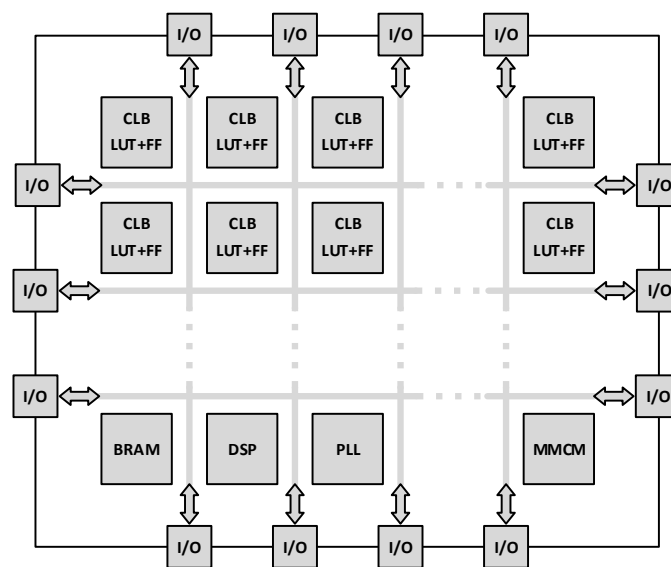 I/O I/O I/O I/O
CLB CLB CLB CLB
LUT+FF LUT+FF LUT+FF LUT+FF
I/O I/O
CLB CLB CLB CLB
LUT+FF LUT+FF LUT+FF LUT+FF
I/O I/O
I/O I/O
BRAM DSP PLL MMCM
I/O I/O I/O I/O